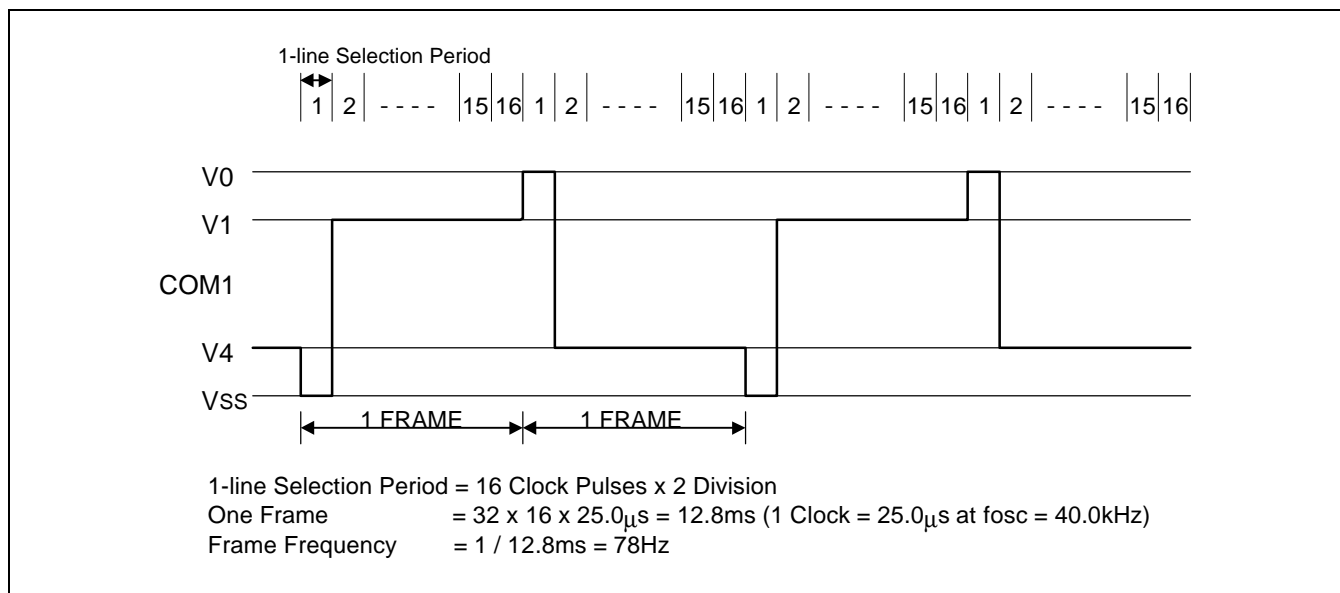 1-line Selection Period
1 2 - - - - 15 16 1 2 - - - - 15 16 1 2 - - - - 15 16 1 2 - - - - 15 16
V0
V1
COM1
V4
VSS
1 FRAME 1 FRAME
1-line Selection Period = 16 Clock Pulses x 2 Division
One Frame = 32 x 16 x 25.0μs = 12.8ms (1 Clock = 25.0μs at fosc = 40.0kHz)
Frame Frequency = 1 / 12.8ms = 78Hz